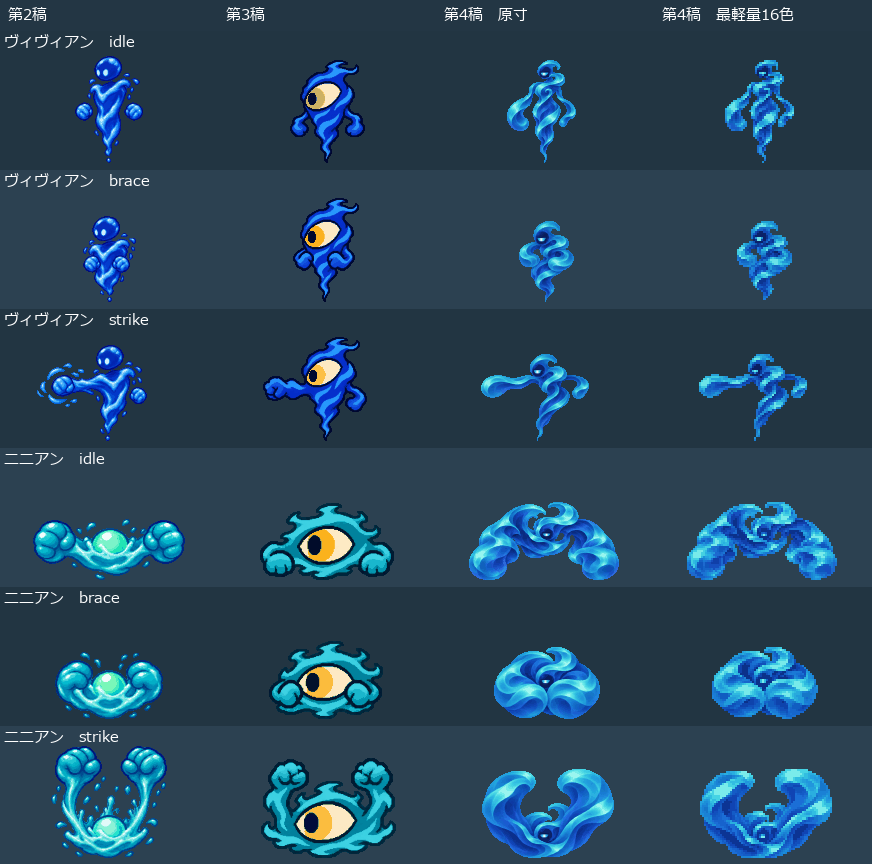 第2稿 第3稿 第4稿 原寸 第4稿 最軽量16色
ヴィヴィアン idle
ヴィヴィアン brace
ヴィヴィアン strike
ニニアン idle
ニニアン brace
ニニアン strike